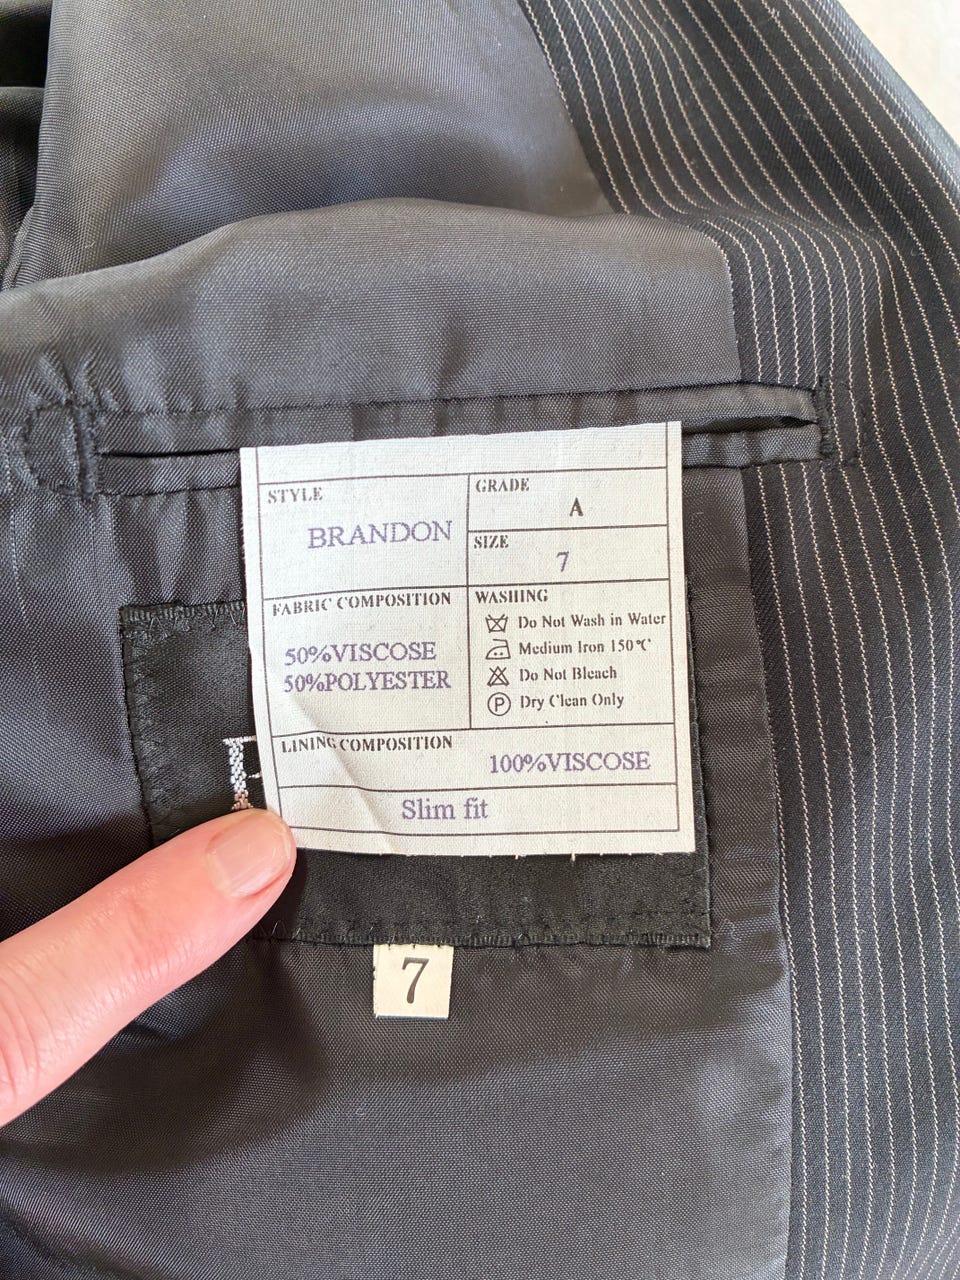 STYLE
BRANDON
GRADE
A
SIZE
7
FABRIC COMPOSITION
50%VISCOSE
50%POLYESTER
WASHING
Do Not Wash in Water
Medium Iron 150℃
Do Not Bleach
P Dry Clean Only
LINING COMPOSITION
100%VISCOSE
Slim fit
7